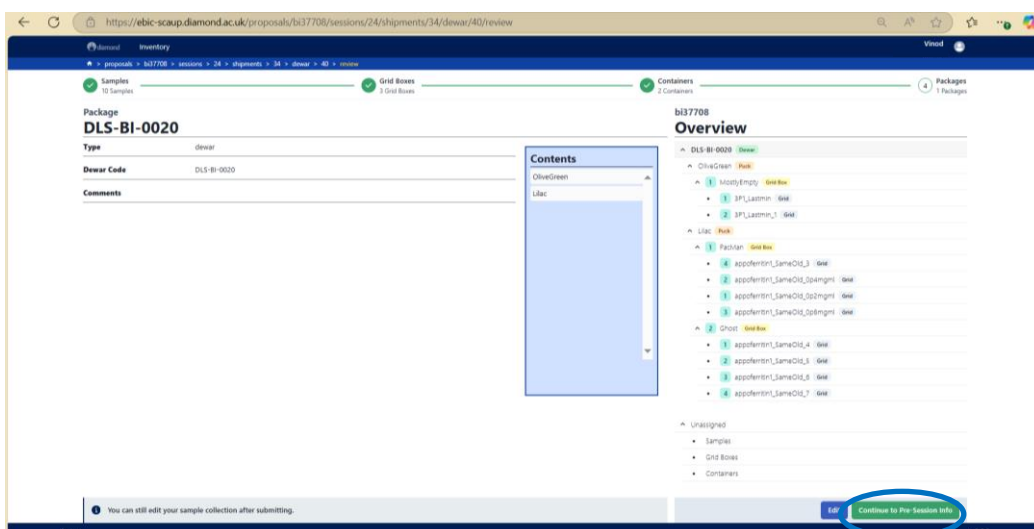 https://ebic-scaup.diamond.ac.uk/proposals/bi37708/sessions/24/shipments/34/dewar/40/review
diamond Inventory Vinod
> proposals > bi37708 > sessions > 24 > shipments > 34 > dewar > 40 > review
Samples
10 Samples
Grid Boxes
3 Grid Boxes
Containers
2 Containers
4 Packages
1 Packages
Package
DLS-BI-0020
Type dewar
Dewar Code DLS-BI-0020
Comments
Contents
OliveGreen
Lilac
bi37708
Overview
DLS-BI-0020 Dewar
OliveGreen Puck
1 MostlyEmpty Grid Box
1 3P1_Lastmin Grid
2 3P1_Lastmin_1 Grid
Lilac Puck
1 PacMan Grid Box
4 appoferritin1_SameOld_3 Grid
2 appoferritin1_SameOld_0p4mgml Grid
1 appoferritin1_SameOld_0p2mgml Grid
3 appoferritin1_SameOld_0p8mgml Grid
2 Ghost Grid Box
1 appoferritin1_SameOld_4 Grid
2 appoferritin1_SameOld_5 Grid
3 appoferritin1_SameOld_6 Grid
4 appoferritin1_SameOld_7 Grid
Unassigned
Samples
Grid Boxes
Containers
You can still edit your sample collection after submitting.
Edit Continue to Pre-Session Info